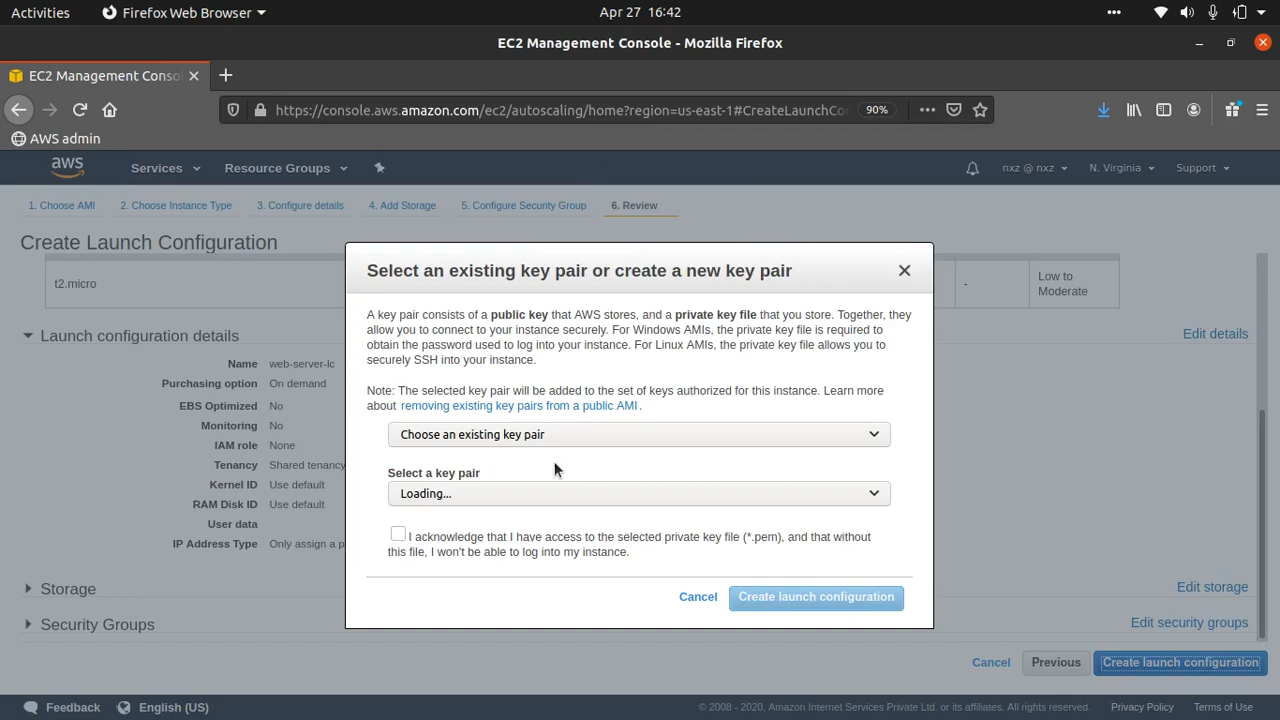 Activities
Firefox Web Browser
Apr 27 16:42
EC2 Management Console - Mozilla Firefox
EC2 Management Conso
https://console.aws.amazon.com/ec2/autoscaling/home?region=us-east-1#CreateLaunchCo
90%
AWS admin
aws
Services
Resource Groups
nxz @ nxz
N. Virginia
Support
1. Choose AMI
2. Choose Instance Type
3. Configure details
4. Add Storage
5. Configure Security Group
6. Review
Create Launch Configuration
t2.micro
-
Low to
Moderate
Launch configuration details
Edit details
Name web-server-lc
Purchasing option On demand
EBS Optimized No
Monitoring No
IAM role None
Tenancy Shared tenancy
Kernel ID Use default
RAM Disk ID Use default
User data
IP Address Type Only assign a p
Storage
Edit storage
Security Groups
Edit security groups
Select an existing key pair or create a new key pair
A key pair consists of a public key that AWS stores, and a private key file that you store. Together, they
allow you to connect to your instance securely. For Windows AMIs, the private key file is required to
obtain the password used to log into your instance. For Linux AMIs, the private key file allows you to
securely SSH into your instance.
Note: The selected key pair will be added to the set of keys authorized for this instance. Learn more
about removing existing key pairs from a public AMI.
Choose an existing key pair
Select a key pair
Loading...
I acknowledge that I have access to the selected private key file (*.pem), and that without
this file, I won't be able to log into my instance.
Cancel
Create launch configuration
Cancel
Previous
Create launch configuration
Feedback
English (US)
© 2008 - 2020, Amazon Internet Services Private Ltd. or its affiliates. All rights reserved.
Privacy Policy
Terms of Use